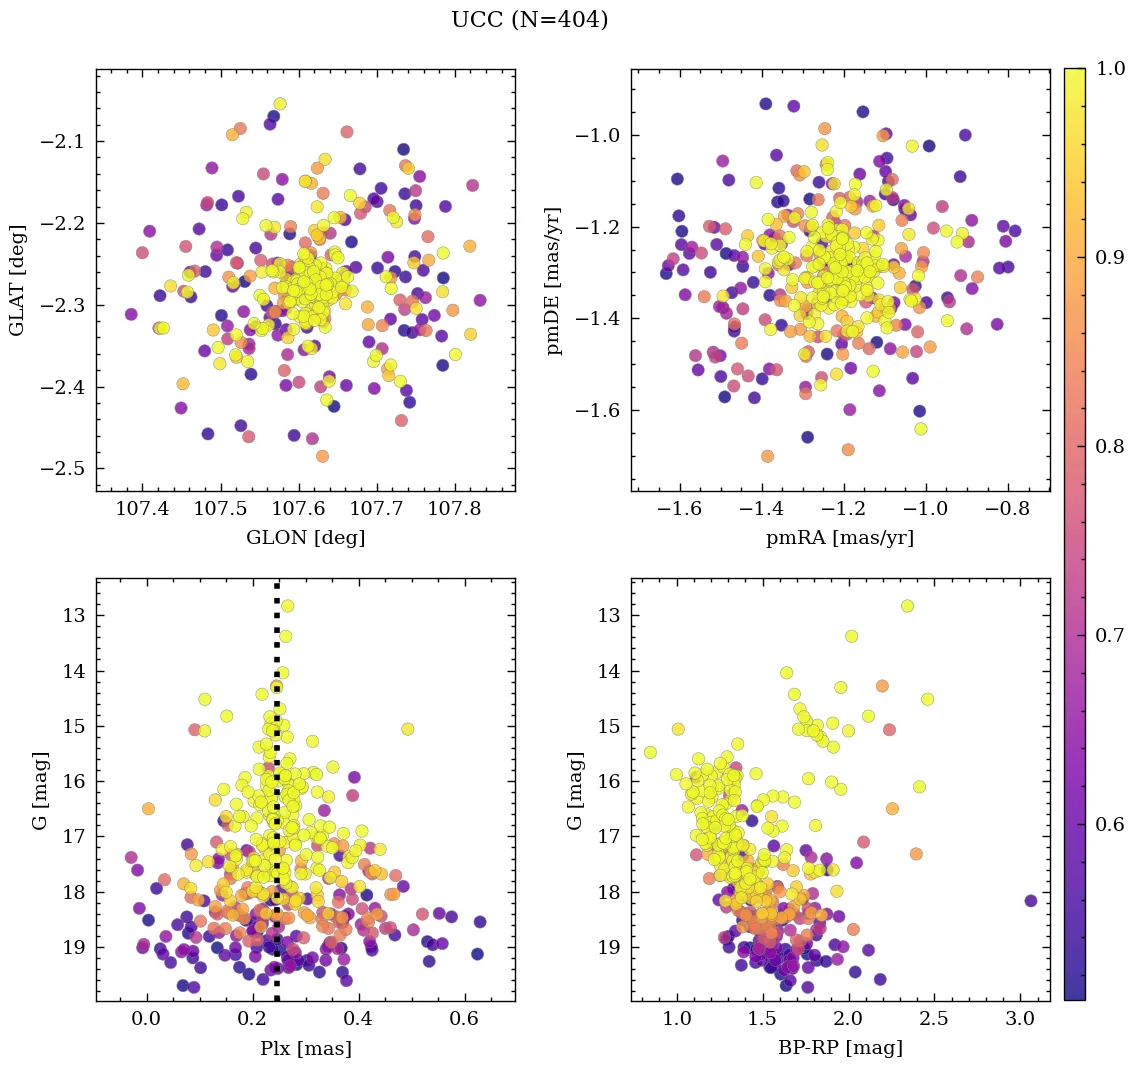 UCC (N=404)
−2.1
−2.2
−2.3
−2.4
−2.5
GLAT [deg]
107.4 107.5 107.6 107.7 107.8
GLON [deg]
−1.0
−1.2
−1.4
−1.6
pmDE [mas/yr]
−1.6 −1.4 −1.2 −1.0 −0.8
pmRA [mas/yr]
1.0
0.9
0.8
0.7
0.6
13
14
15
16
17
18
19
G [mag]
0.0 0.2 0.4 0.6
Plx [mas]
13
14
15
16
17
18
19
G [mag]
1.0 1.5 2.0 2.5 3.0
BP-RP [mag]